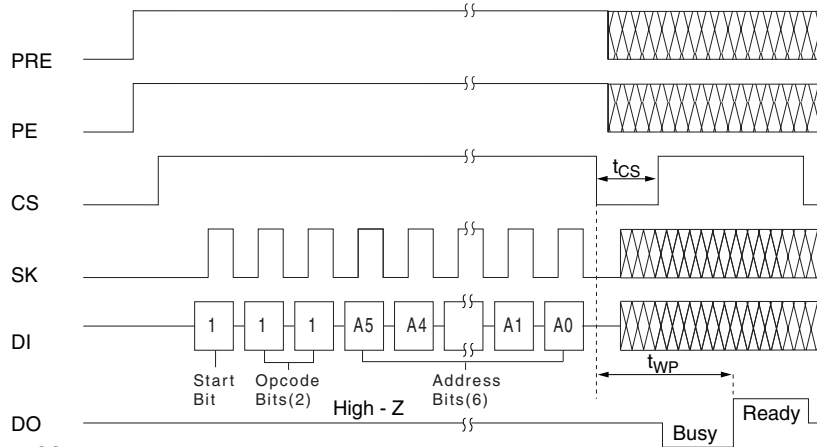 PRE
PE
CS
tCS
SK
DI
1 1 1 A5 A4 A1 A0
Start Bit
Opcode Bits(2)
Address Bits(6)
tWP
DO
High - Z
Busy
Ready